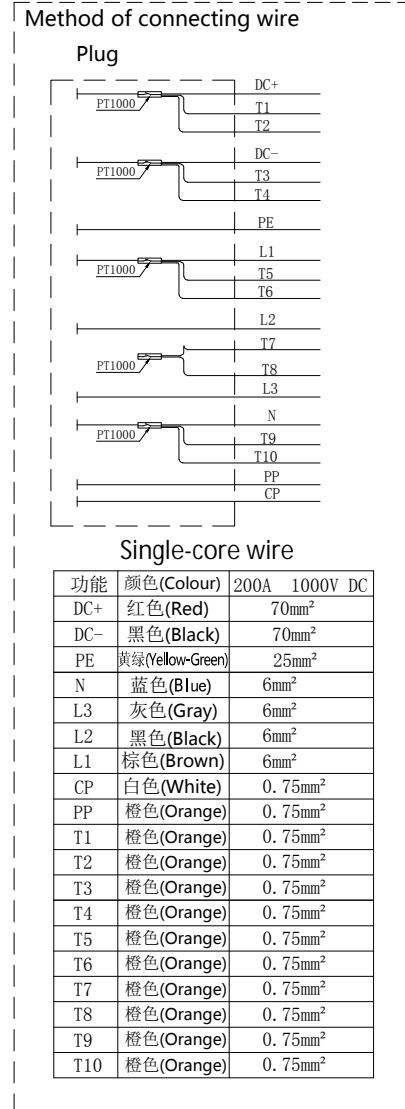 Method of connecting wire
Plug
DC+
PT1000
T1
T2
DC-
PT1000
T3
T4
PE
L1
PT1000
T5
T6
L2
T7
PT1000
T8
L3
N
PT1000
T9
T10
PP
CP
Single-core wire
功能 颜色(Colour) 200A 1000V DC
DC+ 红色(Red) 70mm²
DC- 黑色(Black) 70mm²
PE 黄绿(Yellow-Green) 25mm²
N 蓝色(Blue) 6mm²
L3 灰色(Gray) 6mm²
L2 黑色(Black) 6mm²
L1 棕色(Brown) 6mm²
CP 白色(White) 0.75mm²
PP 橙色(Orange) 0.75mm²
T1 橙色(Orange) 0.75mm²
T2 橙色(Orange) 0.75mm²
T3 橙色(Orange) 0.75mm²
T4 橙色(Orange) 0.75mm²
T5 橙色(Orange) 0.75mm²
T6 橙色(Orange) 0.75mm²
T7 橙色(Orange) 0.75mm²
T8 橙色(Orange) 0.75mm²
T9 橙色(Orange) 0.75mm²
T10 橙色(Orange) 0.75mm²